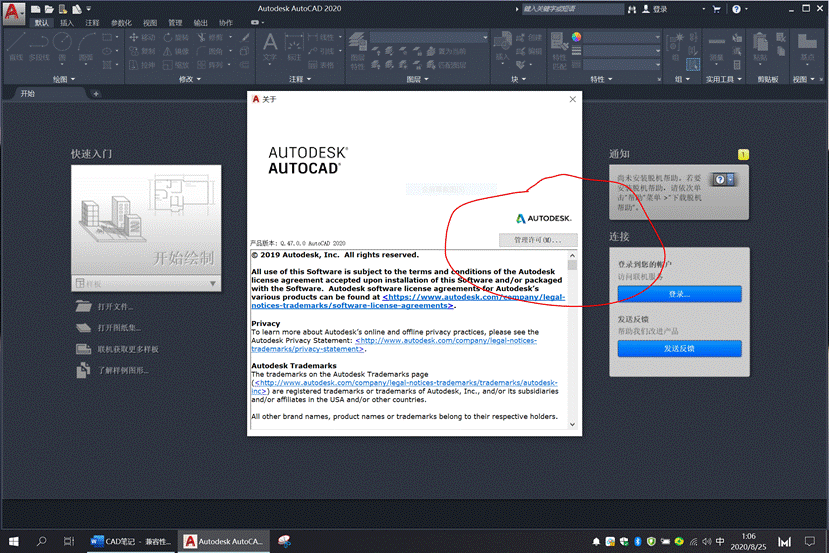 Autodesk AutoCAD 2020
键入关键字或短语
登录
默认 插入 注释 参数化 视图 管理 输出 协作
直线 多段线 圆 圆弧
移动 旋转 修剪
复制 镜像 圆角
拉伸 缩放 阵列
文字 标注
线性
引线
表格
图层特性
置为当前
匹配图层
插入
创建
编辑
特性匹配
组
测量
粘贴
基点
绘图 修改 注释 图层 块 特性 组 实用工具 剪贴板 视图
开始
快速入门
开始绘制
样板
打开文件...
打开图纸集...
联机获取更多样板
了解样例图形...
关于
AUTODESK®
AUTOCAD®
AUTODESK.
管理许可(M)...
产品版本: Q.47.0.0 AutoCAD 2020
© 2019 Autodesk, Inc. All rights reserved.
All use of this Software is subject to the terms and conditions of the Autodesk
license agreement accepted upon installation of this Software and/or packaged
with the Software. Autodesk software license agreements for Autodesk's
various products can be found at <https://www.autodesk.com/company/legal-
notices-trademarks/software-license-agreements>.
Privacy
To learn more about Autodesk's online and offline privacy practices, please see the
Autodesk Privacy Statement: <http://www.autodesk.com/company/legal-notices-
trademarks/privacy-statement>.
Autodesk Trademarks
The trademarks on the Autodesk Trademarks page
(<http://www.autodesk.com/company/legal-notices-trademarks/trademarks/autodesk-
inc>) are registered trademarks or trademarks of Autodesk, Inc., and/or its subsidiaries
and/or affiliates in the USA and/or other countries.
All other brand names, product names or trademarks belong to their respective holders.
通知
1
尚未安装脱机帮助。若要
安装脱机帮助，请依次单
击"帮助"菜单 >"下载脱机
帮助"。
连接
登录到您的帐户
访问联机服务
登录...
发送反馈
帮助我们改进产品
发送反馈
CAD笔记 - 兼容性...
Autodesk AutoCA...
中
1:06
2020/8/25